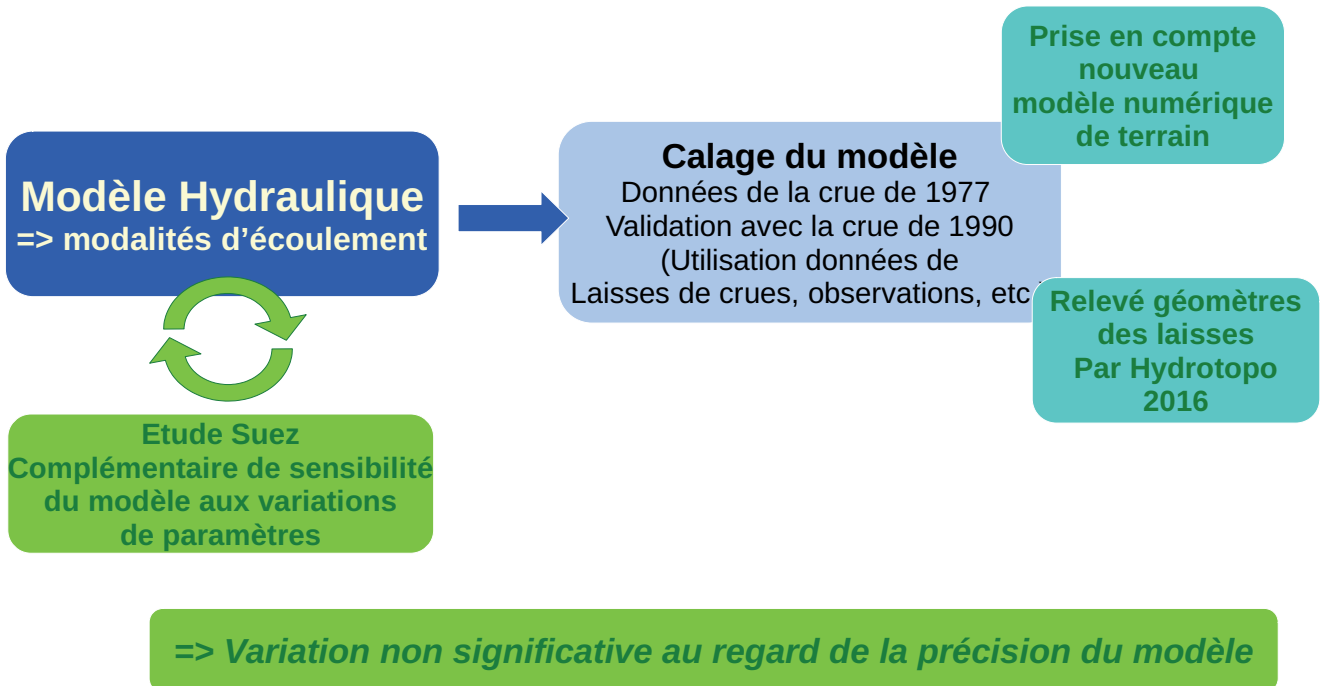 Prise en compte
nouveau
modèle numérique
de terrain
Modèle Hydraulique
=> modalités d’écoulement
Calage du modèle
Données de la crue de 1977
Validation avec la crue de 1990
(Utilisation données de
Laisses de crues, observations, etc
Relevé géomètres
des laisses
Par Hydrotopo
2016
Etude Suez
Complémentaire de sensibilité
du modèle aux variations
de paramètres
=> Variation non significative au regard de la précision du modèle